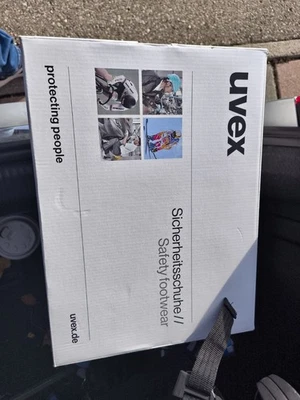 uvex
Sicherheitsschuhe//
Safety footwear
protecting people
uvex.de